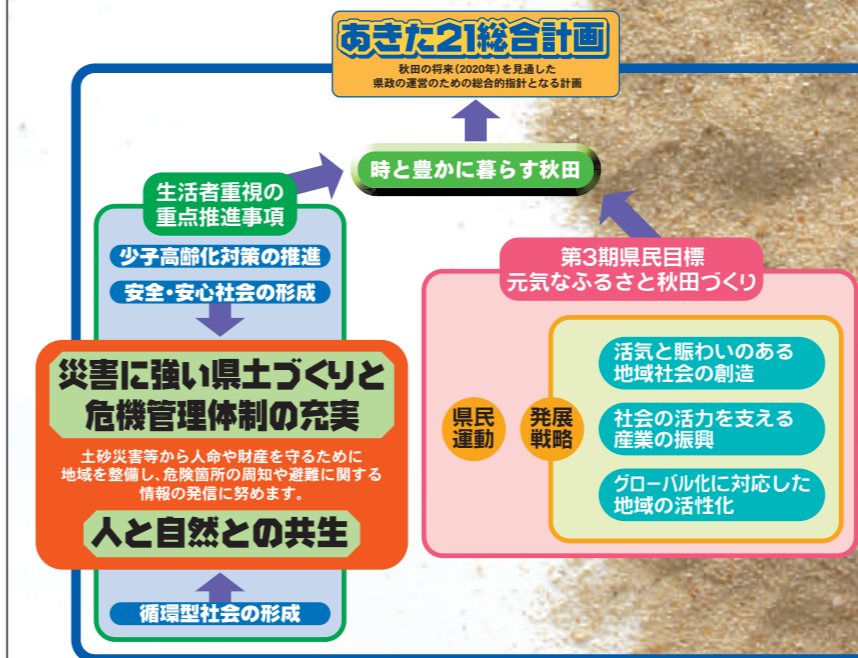 あきた21総合計画
秋田の将来(2020年)を見通した
県政の運営のための総合的指針となる計画
時と豊かに暮らす秋田
生活者重視の
重点推進事項
少子高齢化対策の推進
安全・安心社会の形成
災害に強い県土づくりと
危機管理体制の充実
土砂災害等から人命や財産を守るために
地域を整備し、危険箇所の周知や避難に関する
情報の発信に努めます。
人と自然との共生
循環型社会の形成
第3期県民目標
元気なふるさと秋田づくり
県民
運動
発展
戦略
活気と賑わいのある
地域社会の創造
社会の活力を支える
産業の振興
グローバル化に対応した
地域の活性化